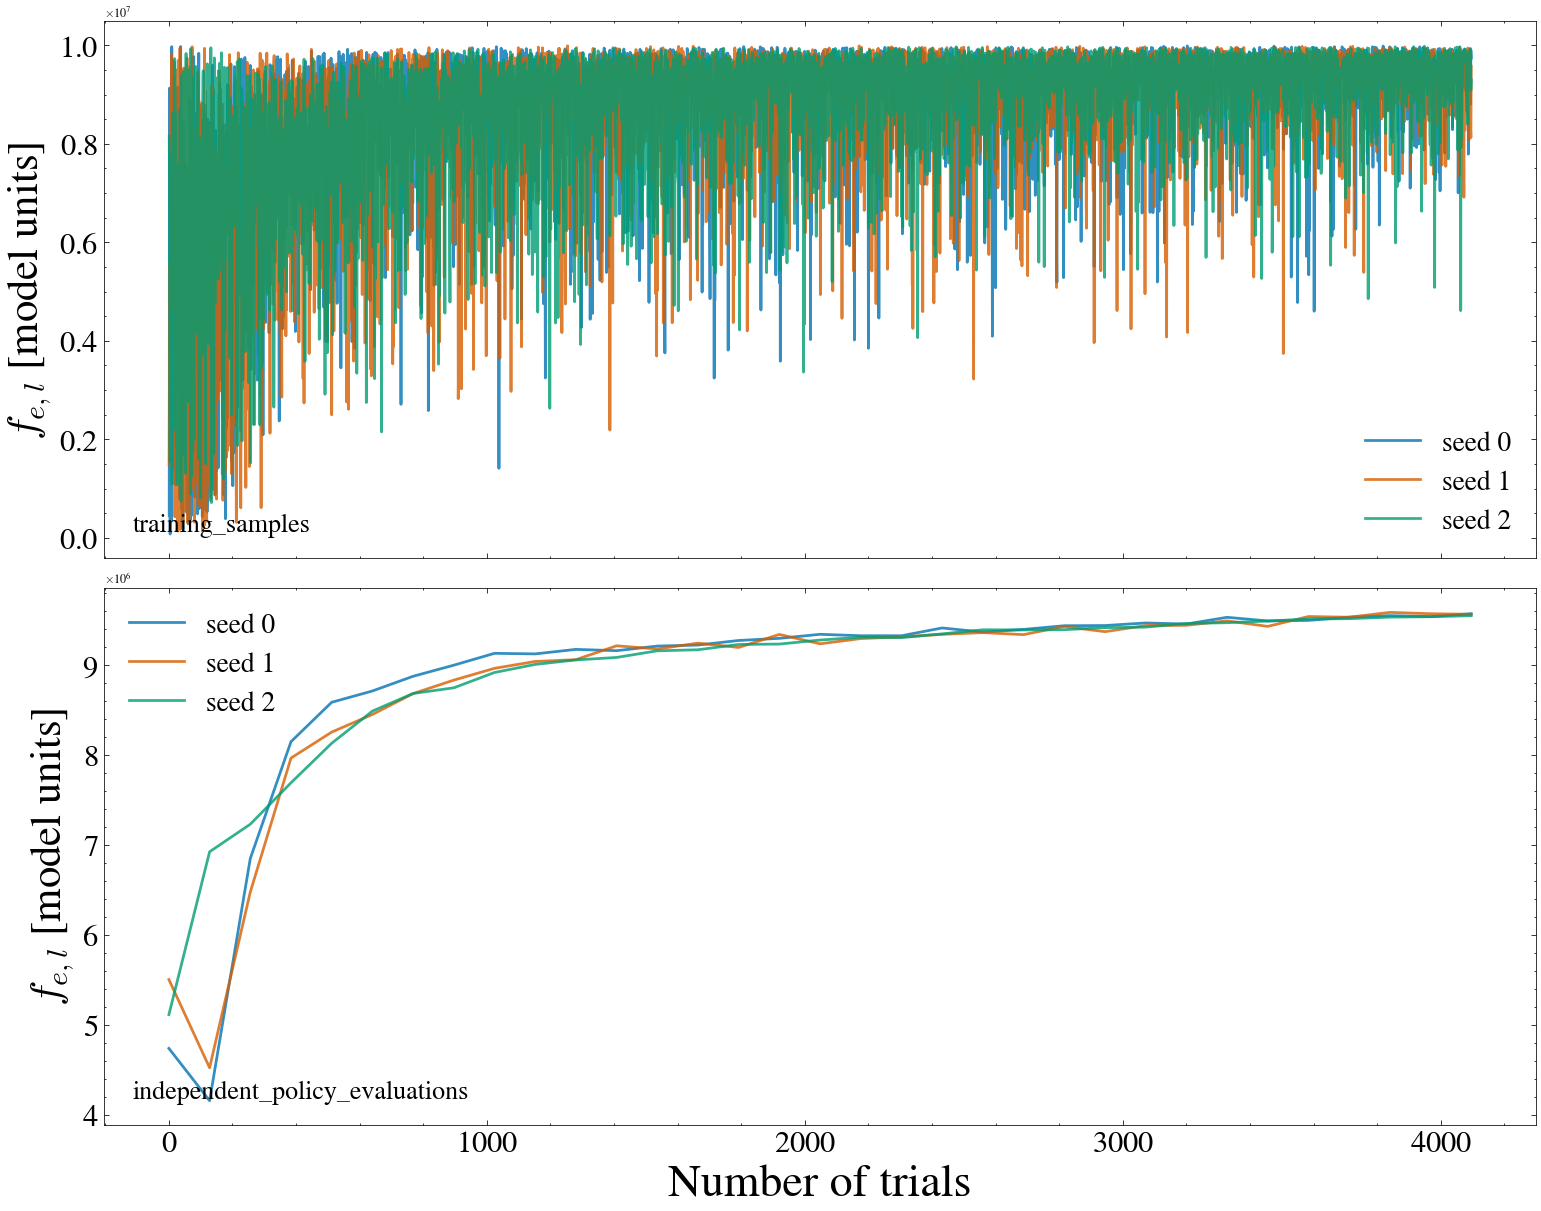 ×10⁷
1.0
0.8
0.6
0.4
0.2
0.0
f_{e, l} [model units]
training_samples
seed 0
seed 1
seed 2
×10⁶
9
8
7
6
5
4
f_{e, l} [model units]
seed 0
seed 1
seed 2
independent_policy_evaluations
0 1000 2000 3000 4000
Number of trials